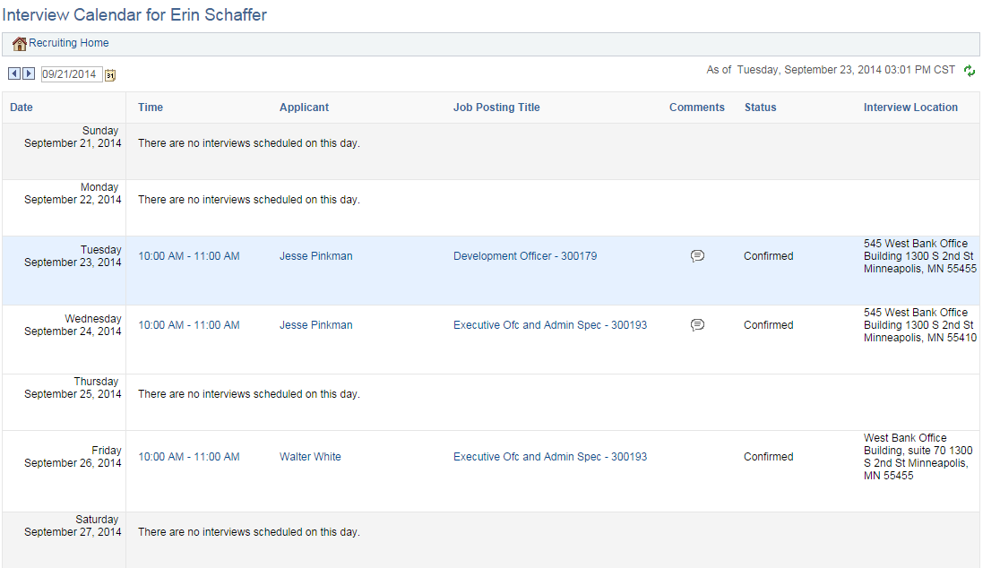 Interview Calendar for Erin Schaffer
Recruiting Home
09/21/2014 31 As of Tuesday, September 23, 2014 03:01 PM CST
Date Time Applicant Job Posting Title Comments Status Interview Location
Sunday
September 21, 2014 There are no interviews scheduled on this day.
Monday
September 22, 2014 There are no interviews scheduled on this day.
Tuesday
September 23, 2014 10:00 AM - 11:00 AM Jesse Pinkman Development Officer - 300179 Confirmed 545 West Bank Office
Building 1300 S 2nd St
Minneapolis, MN 55455
Wednesday
September 24, 2014 10:00 AM - 11:00 AM Jesse Pinkman Executive Ofc and Admin Spec - 300193 Confirmed 545 West Bank Office
Building 1300 S 2nd St
Minneapolis, MN 55410
Thursday
September 25, 2014 There are no interviews scheduled on this day.
Friday
September 26, 2014 10:00 AM - 11:00 AM Walter White Executive Ofc and Admin Spec - 300193 Confirmed West Bank Office
Building, suite 70 1300
S 2nd St Minneapolis,
MN 55455
Saturday
September 27, 2014 There are no interviews scheduled on this day.